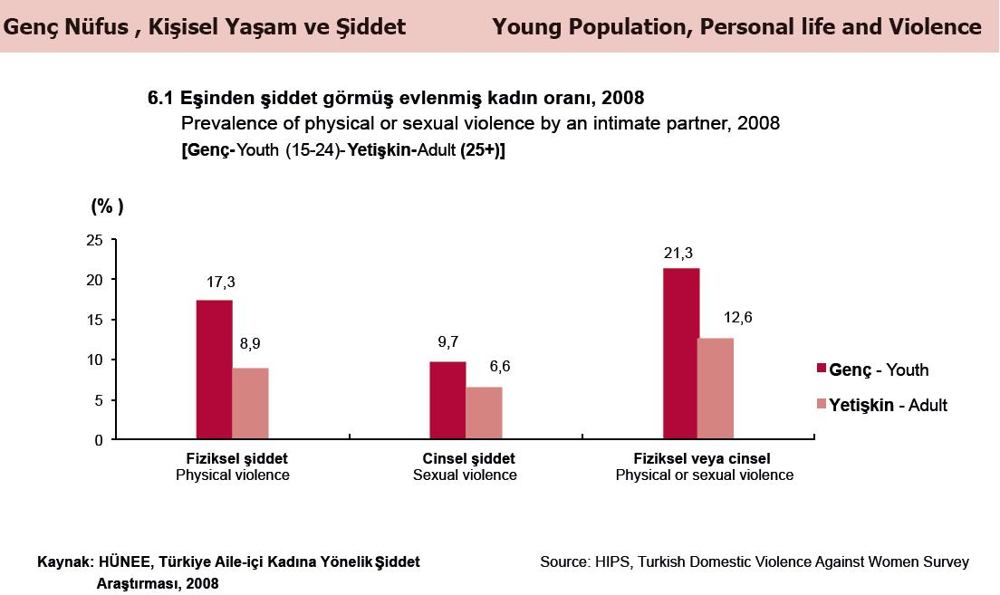 Genç Nüfus , Kişisel Yaşam ve Şiddet
Young Population, Personal life and Violence
6.1 Eşinden şiddet görmüş evlenmiş kadın oranı, 2008
Prevalence of physical or sexual violence by an intimate partner, 2008
[Genç-Youth (15-24)-Yetişkin-Adult (25+)]
(% )
25
20
15
10
5
0
17,3
8,9
9,7
6,6
21,3
12,6
Genç - Youth
Yetişkin - Adult
Fiziksel şiddet
Physical violence
Cinsel şiddet
Sexual violence
Fiziksel veya cinsel
Physical or sexual violence
Kaynak: HÜNEE, Türkiye Aile-içi Kadına Yönelik Şiddet
Araştırması, 2008
Source: HIPS, Turkish Domestic Violence Against Women Survey